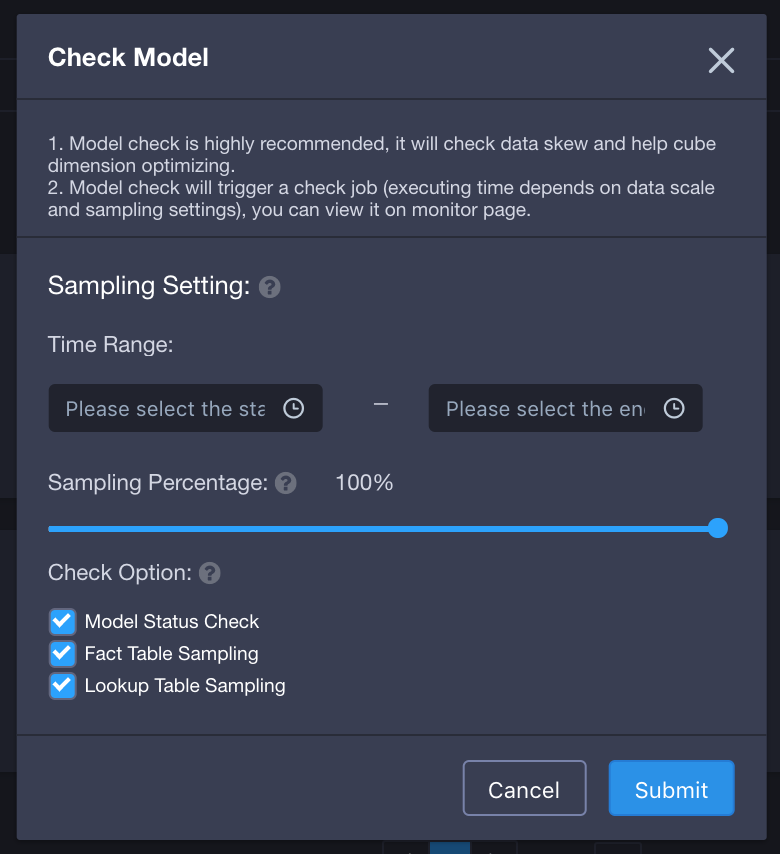 Check Model
1. Model check is highly recommended, it will check data skew and help cube
dimension optimizing.
2. Model check will trigger a check job (executing time depends on data scale
and sampling settings), you can view it on monitor page.
Sampling Setting: ?
Time Range:
Please select the sta – Please select the en
Sampling Percentage: ? 100%
Check Option: ?
Model Status Check
Fact Table Sampling
Lookup Table Sampling
Cancel Submit